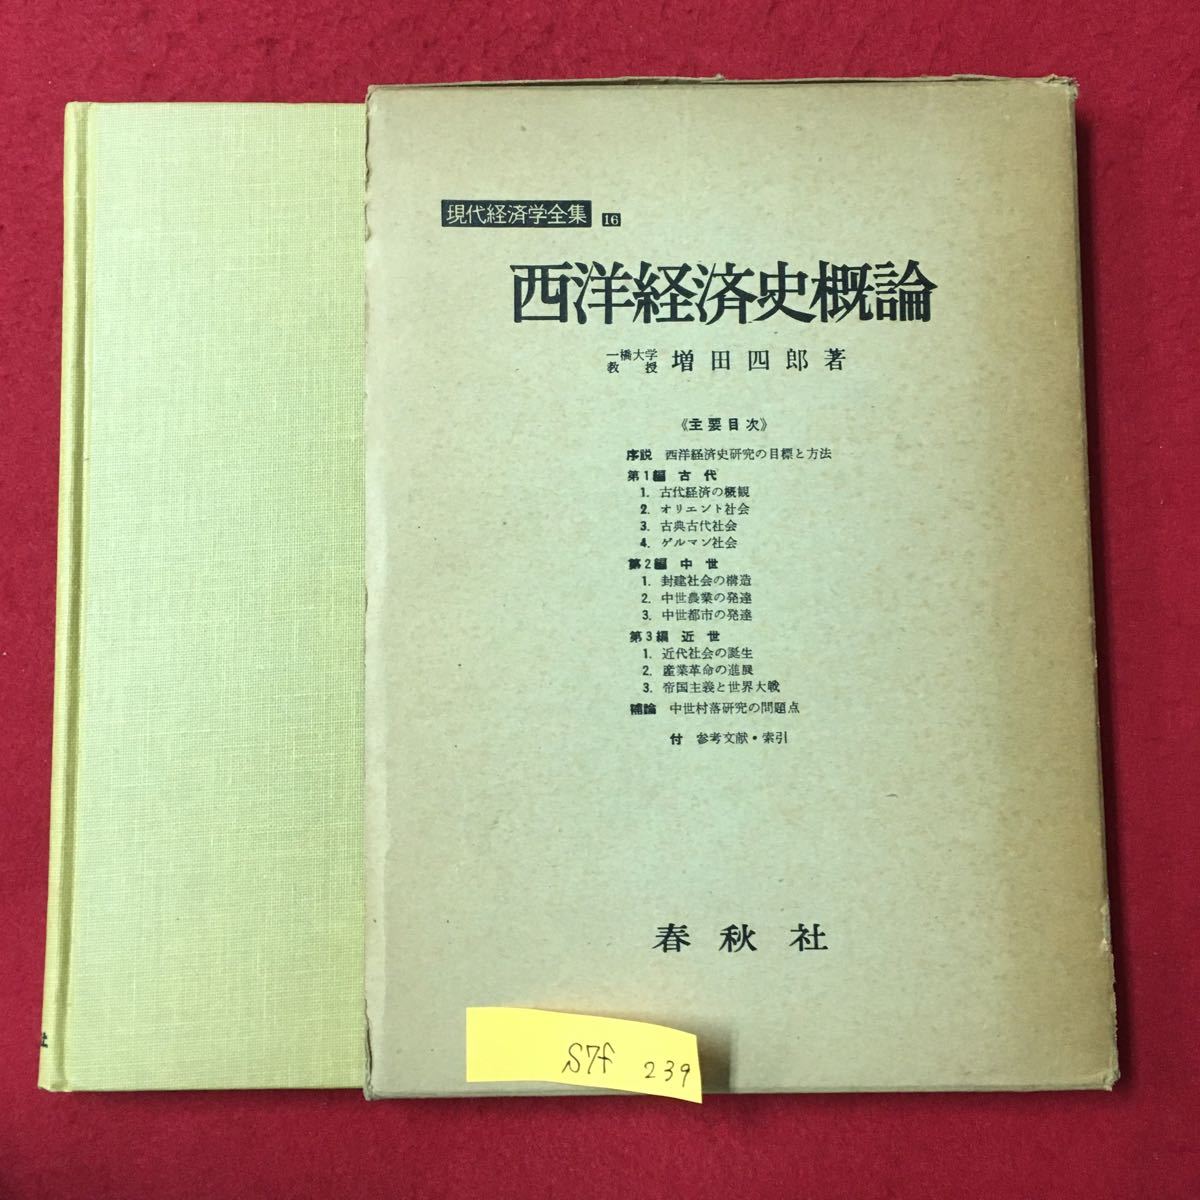 現代経済学全集 16
西洋経済史概論
一橋大学
教授 増田四郎著
《主要目次》
序説 西洋経済史研究の目標と方法
第1編 古代
1. 古代経済の概観
2. オリエント社会
3. 古典古代社会
4. ゲルマン社会
第2編 中世
1. 封建社会の構造
2. 中世農業の発達
3. 中世都市の発達
第3編 近世
1. 近代社会の誕生
2. 産業革命の進展
3. 帝国主義と世界大戦
補論 中世村落研究の問題点
付 参考文献・索引
春秋社
S7f 239
社